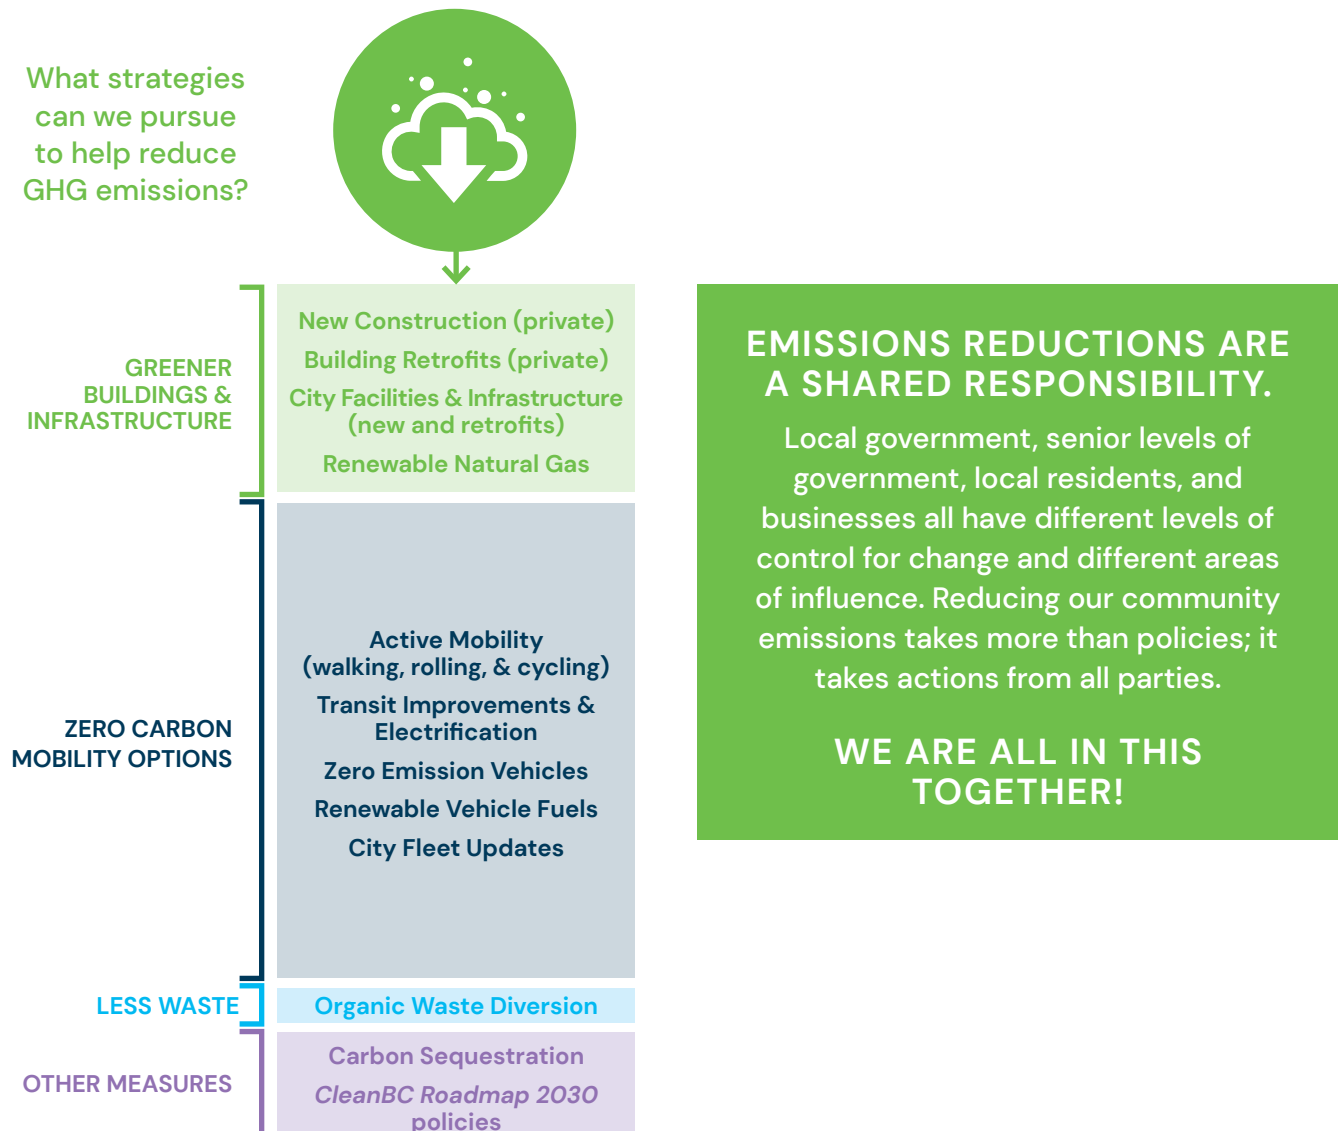 What strategies
can we pursue
to help reduce
GHG emissions?
GREENER
BUILDINGS &
INFRASTRUCTURE
New Construction (private)
Building Retrofits (private)
City Facilities & Infrastructure
(new and retrofits)
Renewable Natural Gas
ZERO CARBON
MOBILITY OPTIONS
Active Mobility
(walking, rolling, & cycling)
Transit Improvements &
Electrification
Zero Emission Vehicles
Renewable Vehicle Fuels
City Fleet Updates
LESS WASTE
Organic Waste Diversion
OTHER MEASURES
Carbon Sequestration
CleanBC Roadmap 2030
policies
EMISSIONS REDUCTIONS ARE
A SHARED RESPONSIBILITY.
Local government, senior levels of
government, local residents, and
businesses all have different levels of
control for change and different areas
of influence. Reducing our community
emissions takes more than policies; it
takes actions from all parties.
WE ARE ALL IN THIS
TOGETHER!